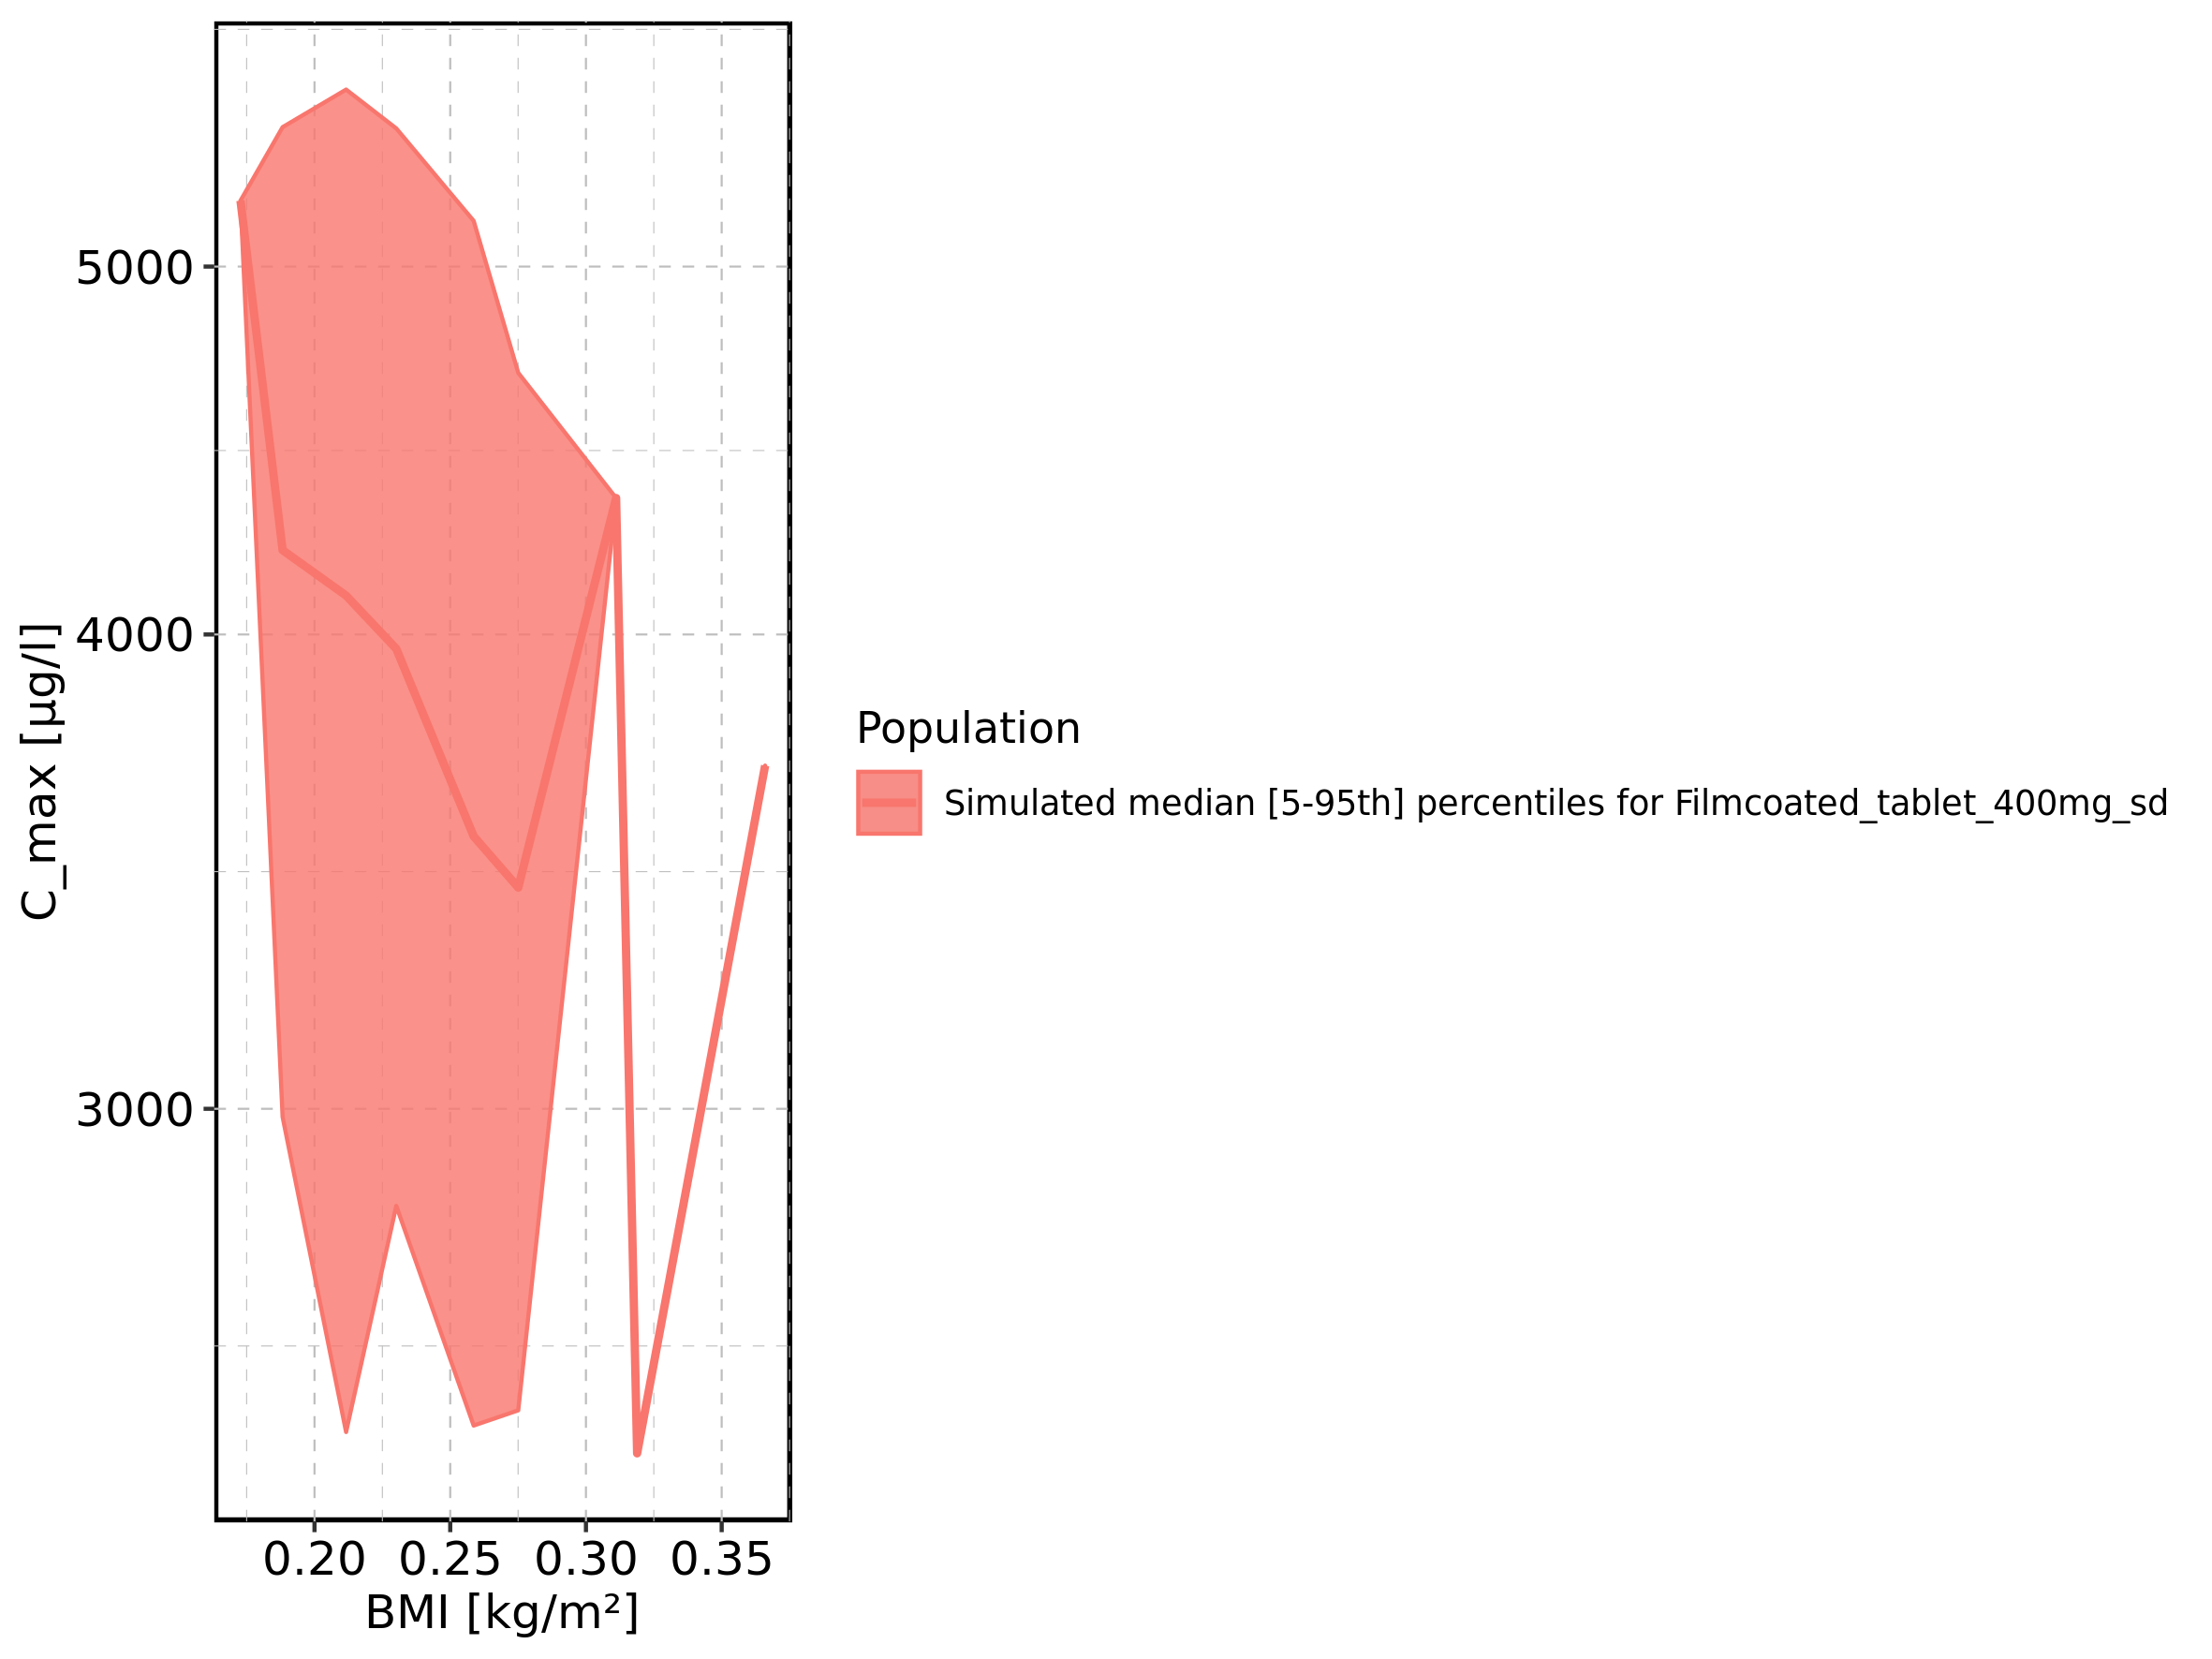 C_max [µg/l]
5000
4000
3000
0.20 0.25 0.30 0.35
BMI [kg/m²]
Population
Simulated median [5-95th] percentiles for Filmcoated_tablet_400mg_sd